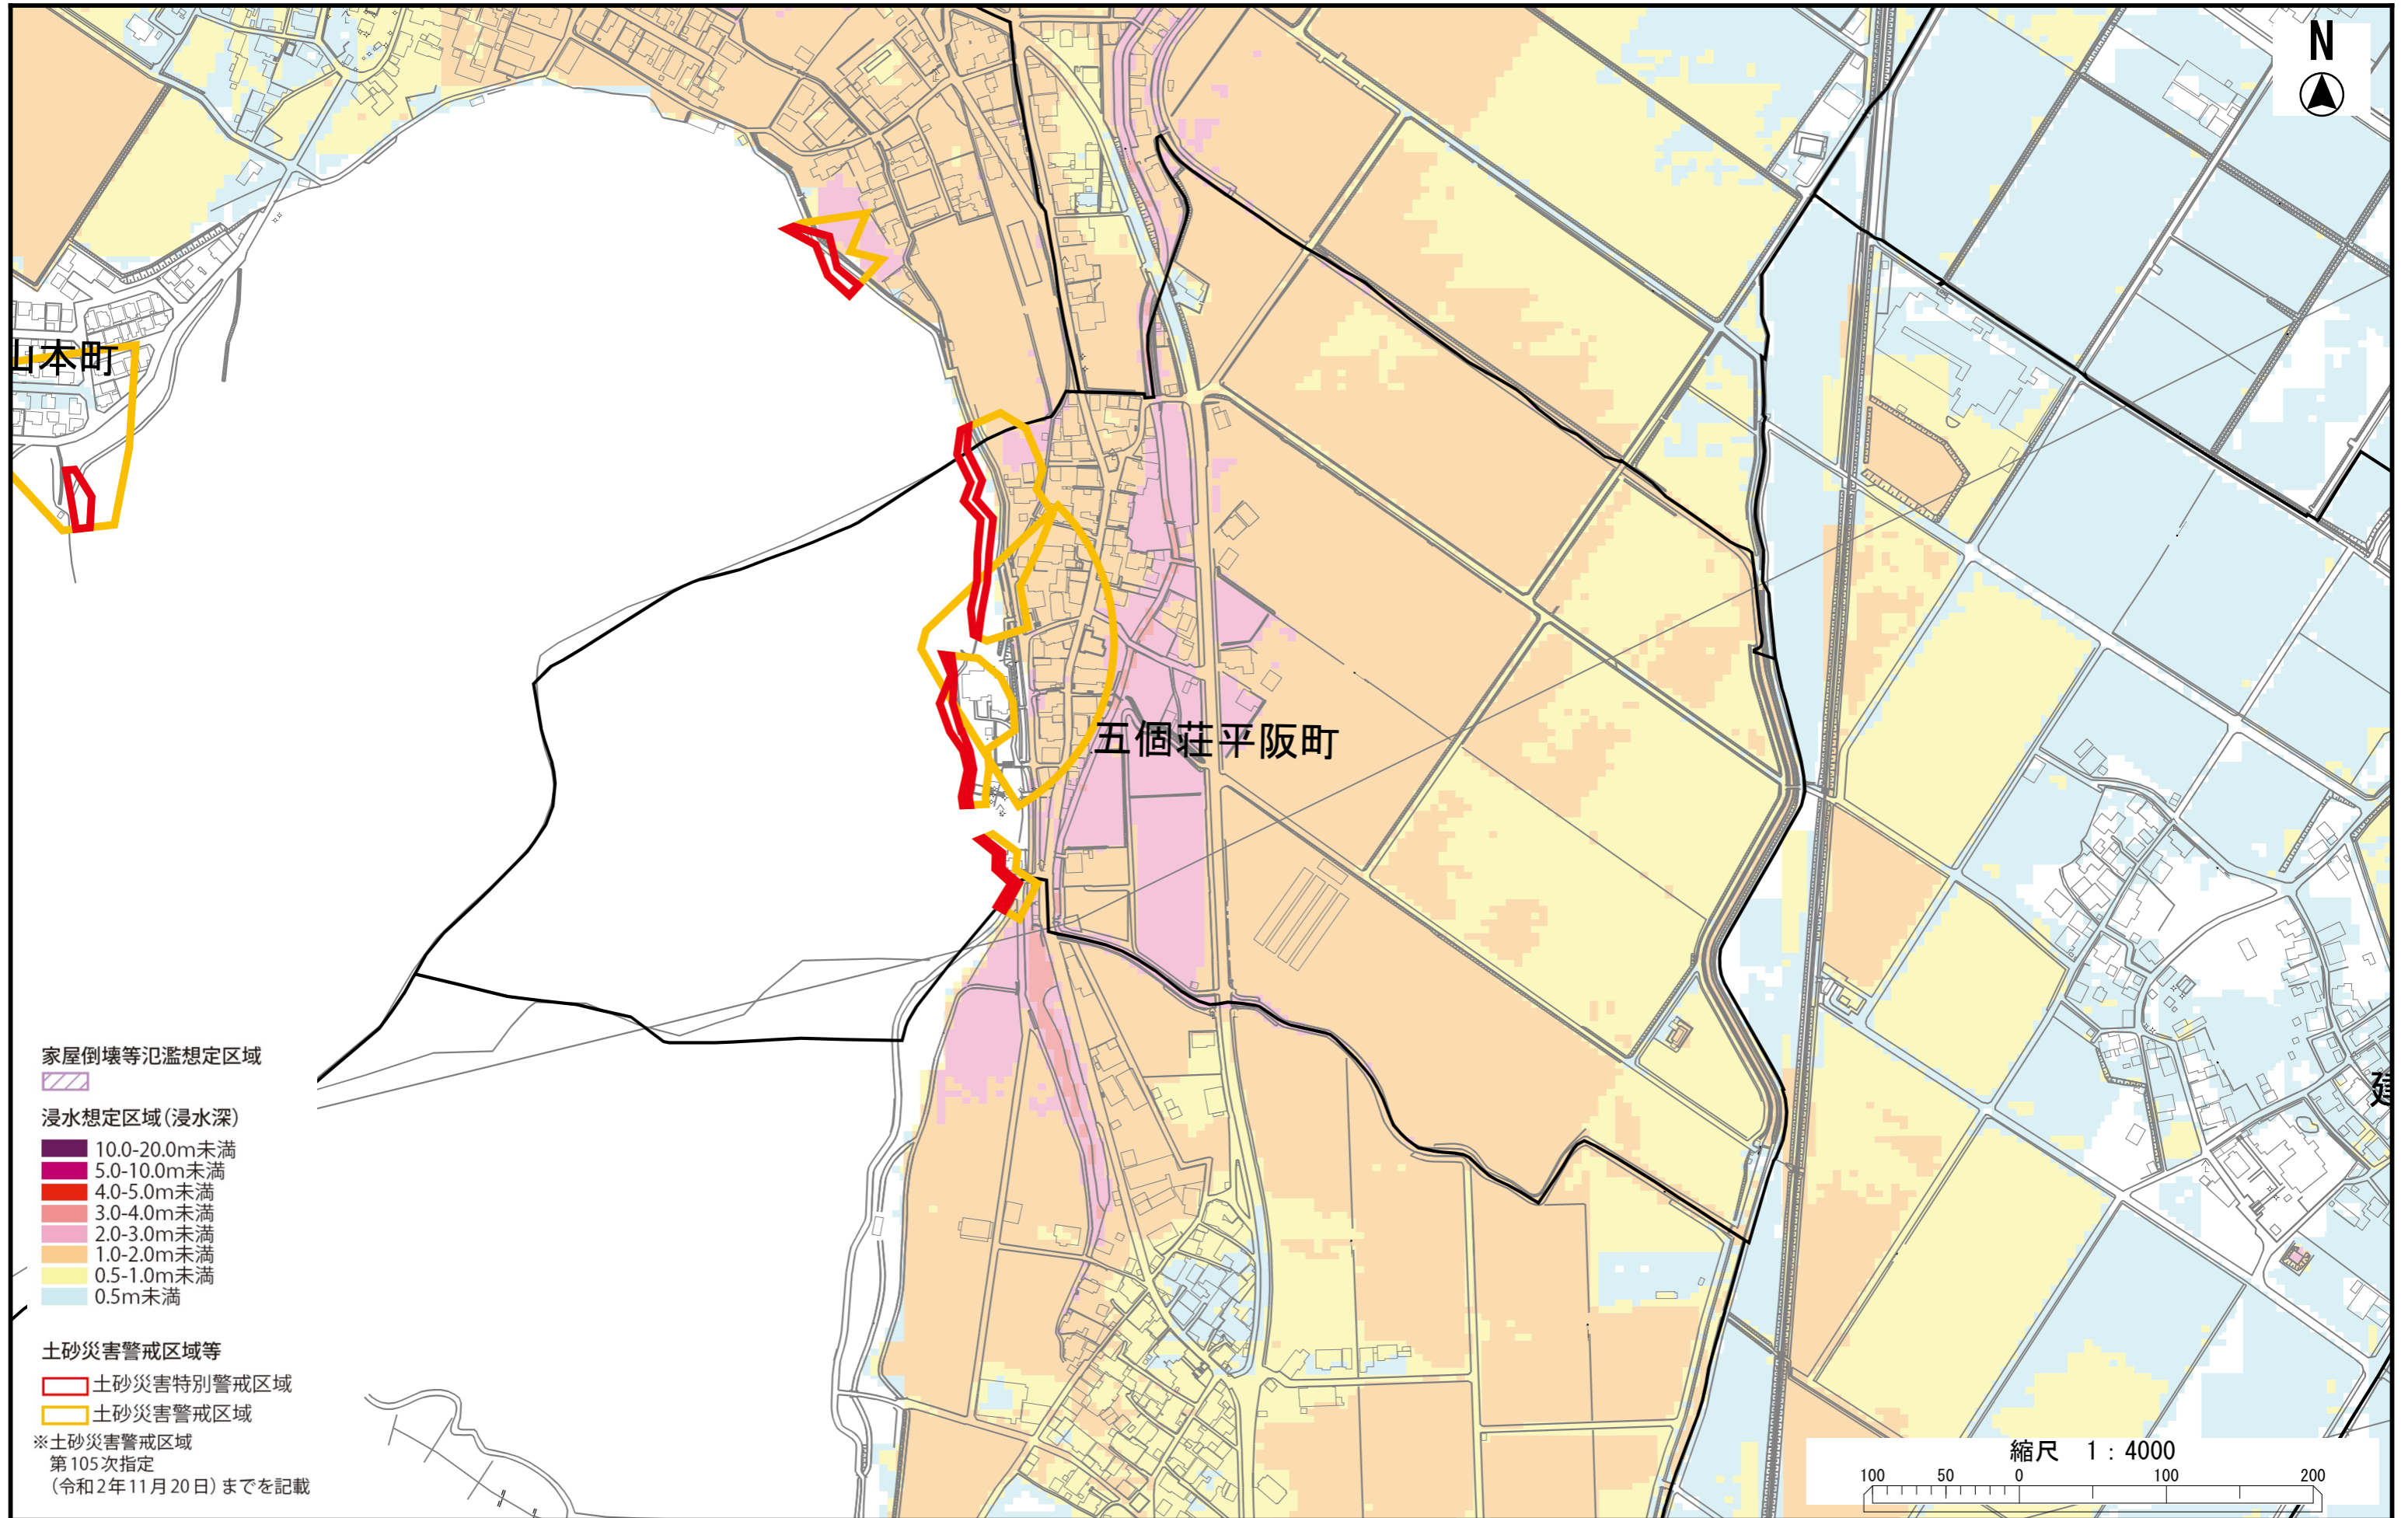 N
山本町
五個荘平阪町
建
家屋倒壊等氾濫想定区域
浸水想定区域(浸水深)
10.0-20.0m未満
5.0-10.0m未満
4.0-5.0m未満
3.0-4.0m未満
2.0-3.0m未満
1.0-2.0m未満
0.5-1.0m未満
0.5m未満
土砂災害警戒区域等
土砂災害特別警戒区域
土砂災害警戒区域
※土砂災害警戒区域
第105次指定
(令和2年11月20日)までを記載
縮尺 1:4000
100 50 0 100 200